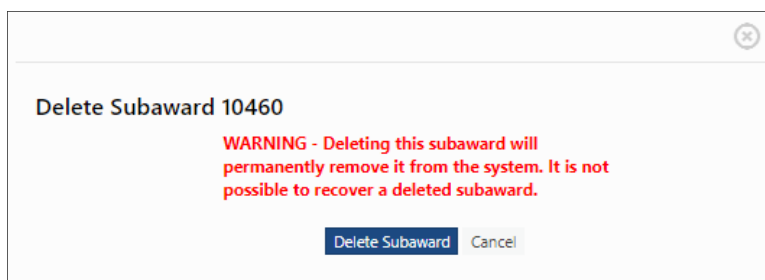 Delete Subaward 10460
WARNING - Deleting this subaward will
permanently remove it from the system. It is not
possible to recover a deleted subaward.
Delete Subaward Cancel